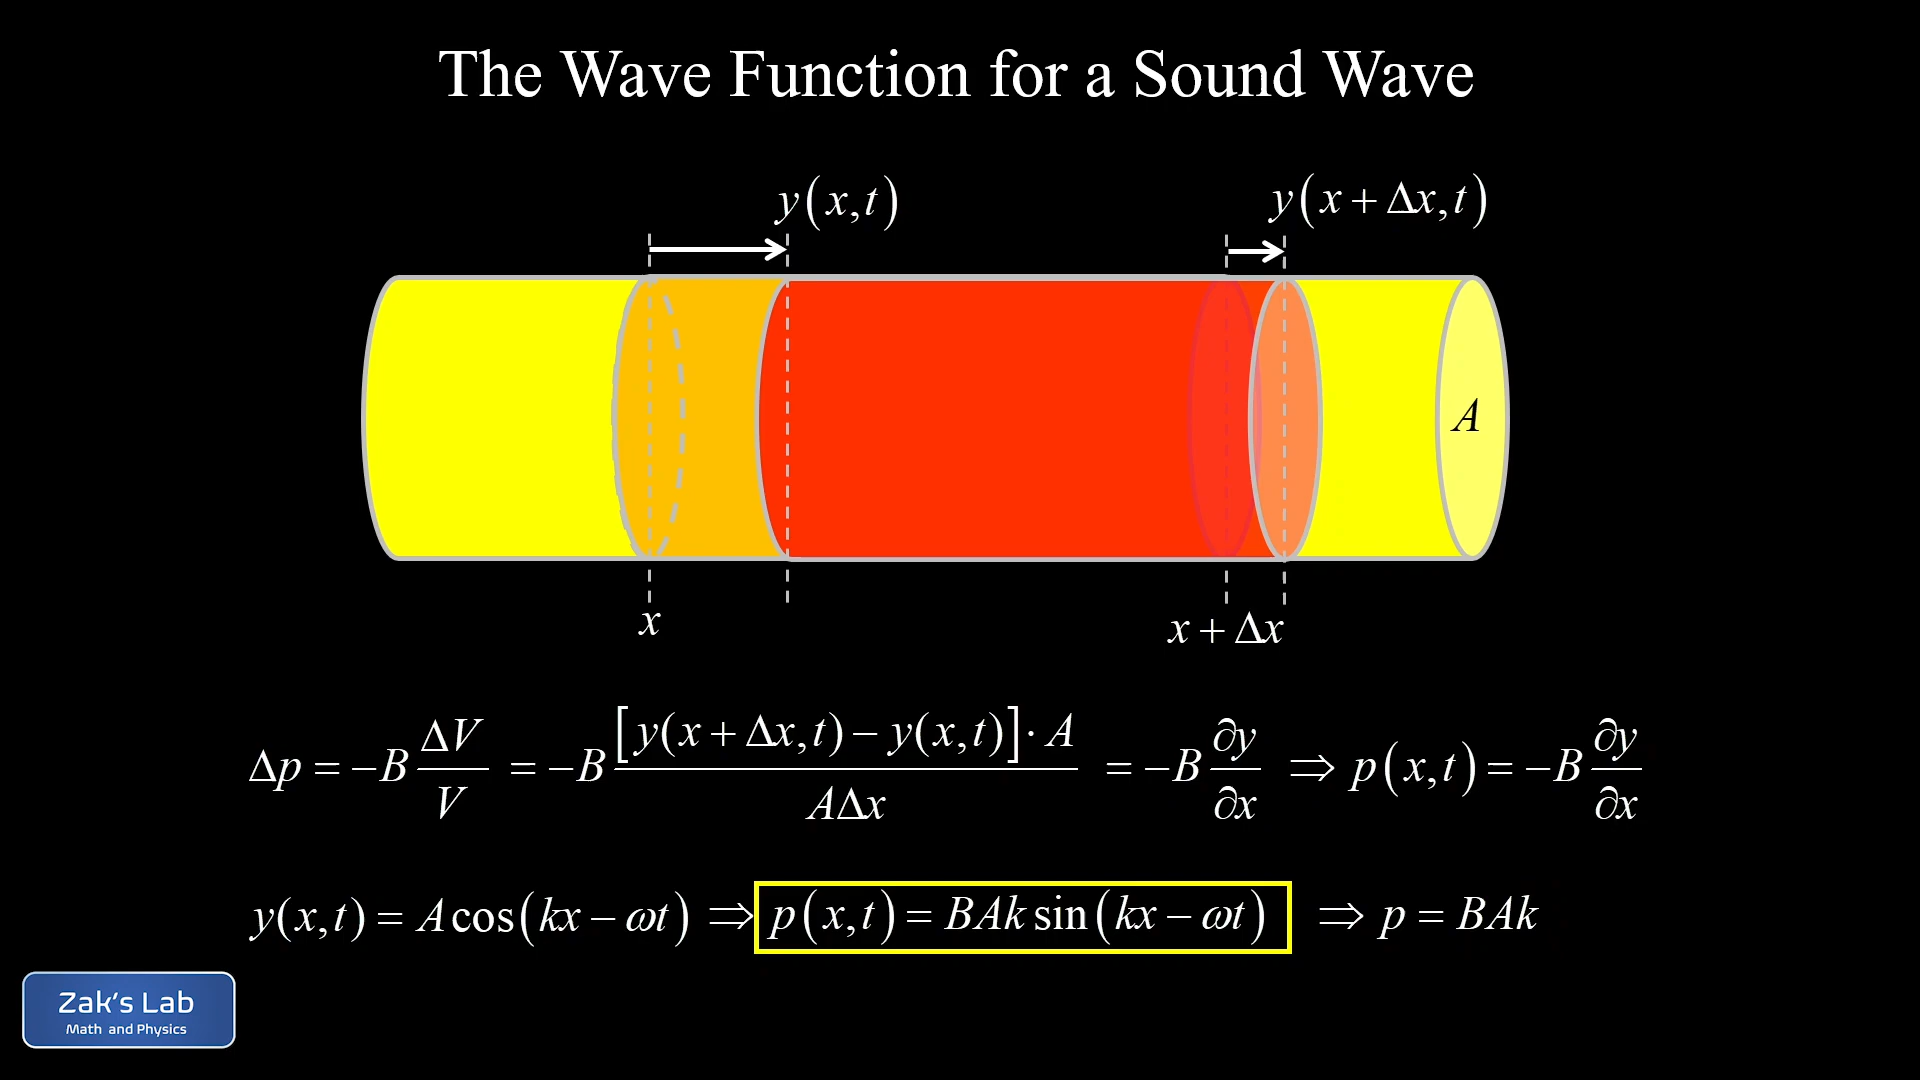 The Wave Function for a Sound Wave
y(x,t)
y(x + Δx,t)
A
x
x + Δx
Δp = −B ΔV/V = −B [y(x + Δx,t) − y(x,t)]· A / AΔx = −B ∂y/∂x ⇒ p(x,t) = −B ∂y/∂x
y(x,t) = A cos(kx − ωt) ⇒ p(x,t) = BAk sin(kx − ωt) ⇒ p = BAk
Zak's Lab
Math and Physics